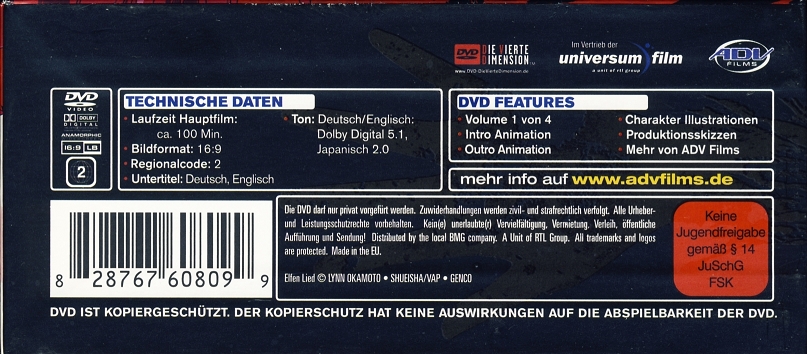 DVD DIE VIERTE DIMENSION
www.DVD-DieVierteDimension.de
Im Vertrieb der
universum film
a unit of rtl group
ADV FILMS
DVD
VIDEO
DOLBY DIGITAL
ANAMORPHIC
16:9 LB
2
TECHNISCHE DATEN
• Laufzeit Hauptfilm:
ca. 100 Min.
• Bildformat: 16:9
• Regionalcode: 2
• Untertitel: Deutsch, Englisch
• Ton: Deutsch/Englisch:
Dolby Digital 5.1,
Japanisch 2.0
DVD FEATURES
• Volume 1 von 4
• Intro Animation
• Outro Animation
• Charakter Illustrationen
• Produktionsskizzen
• Mehr von ADV Films
mehr info auf www.advfilms.de
8 28767 60809 9
Die DVD darf nur privat vorgefürt werden. Zuwiderhandlungen werden zivil- und strafrechtlich verfolgt. Alle Urheber-
und Leistungsschutzrechte vorbehalten. Kein(e) unerlaubte(r) Vervielfältigung, Vermietung, Verleih, öffentliche
Aufführung und Sendung! Distributed by the local BMG company. A Unit of RTL Group. All trademarks and logos
are protected. Made in the EU.
Elfen Lied © LYNN OKAMOTO • SHUEISHA/VAP • GENCO
Keine
Jugendfreigabe
gemäß § 14
JuSchG
FSK
DVD IST KOPIERGESCHÜTZT. DER KOPIERSCHUTZ HAT KEINE AUSWIRKUNGEN AUF DIE ABSPIELBARKEIT DER DVD.